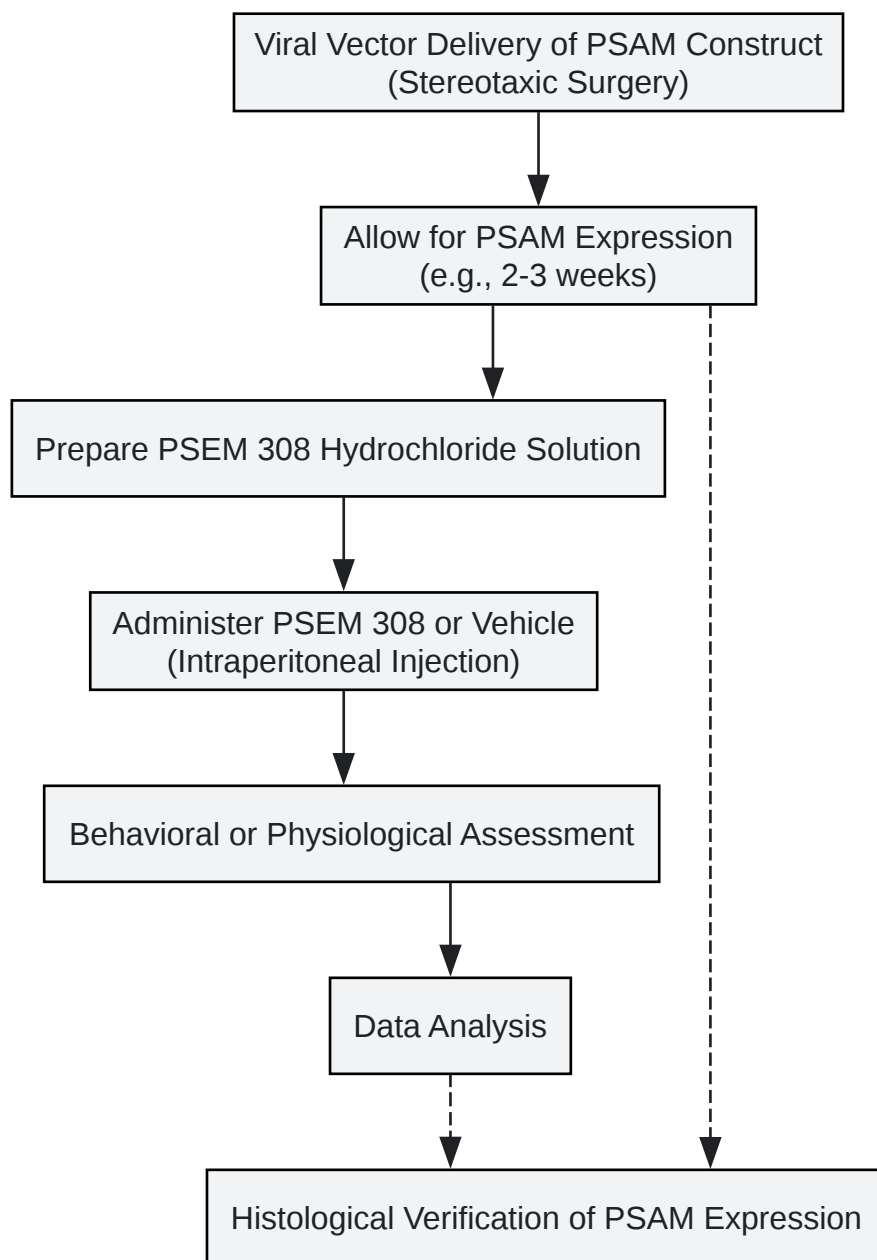 Viral Vector Delivery of PSAM Construct
(Stereotaxic Surgery)
Allow for PSAM Expression
(e.g., 2-3 weeks)
Prepare PSEM 308 Hydrochloride Solution
Administer PSEM 308 or Vehicle
(Intraperitoneal Injection)
Behavioral or Physiological Assessment
Data Analysis
Histological Verification of PSAM Expression